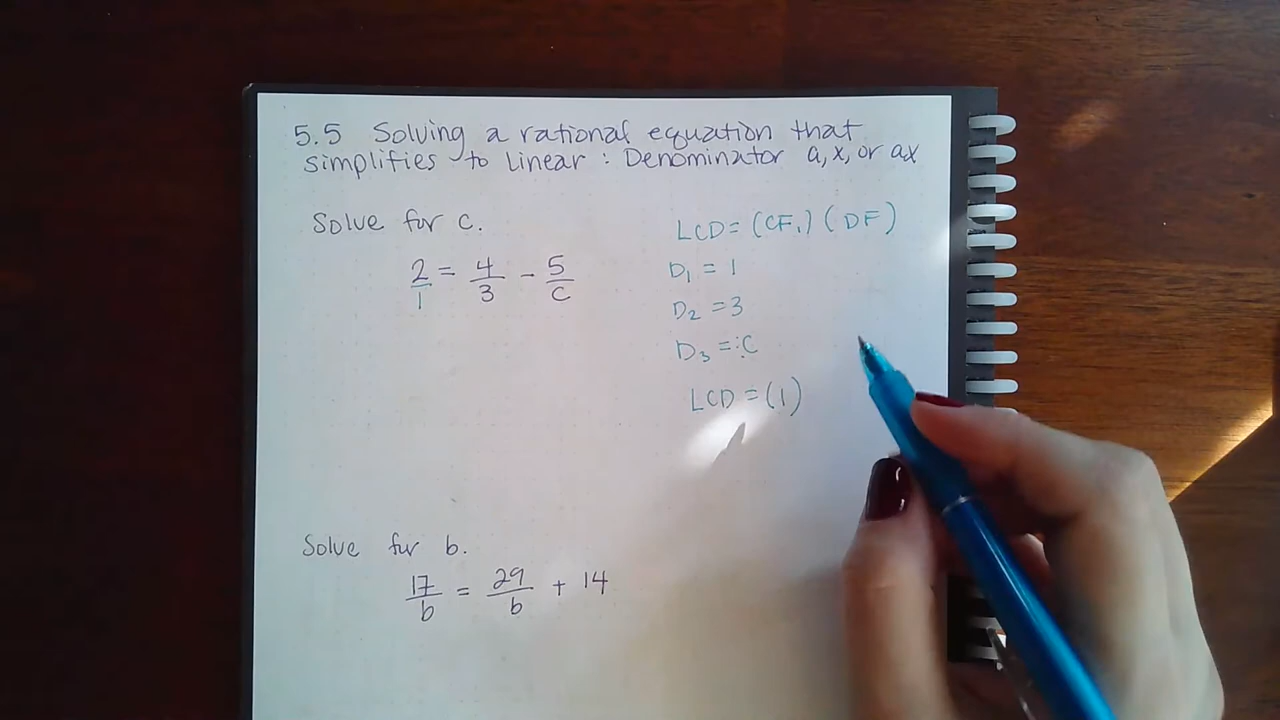 5.5 Solving a rational equation that
simplifies to Linear : Denominator a, x, or ax
Solve for c.
2/1 = 4/3 - 5/c
LCD = (CF,) (DF)
D₁ = 1
D₂ = 3
D₃ = C
LCD = (1)
Solve for b.
17/b = 29/b + 14